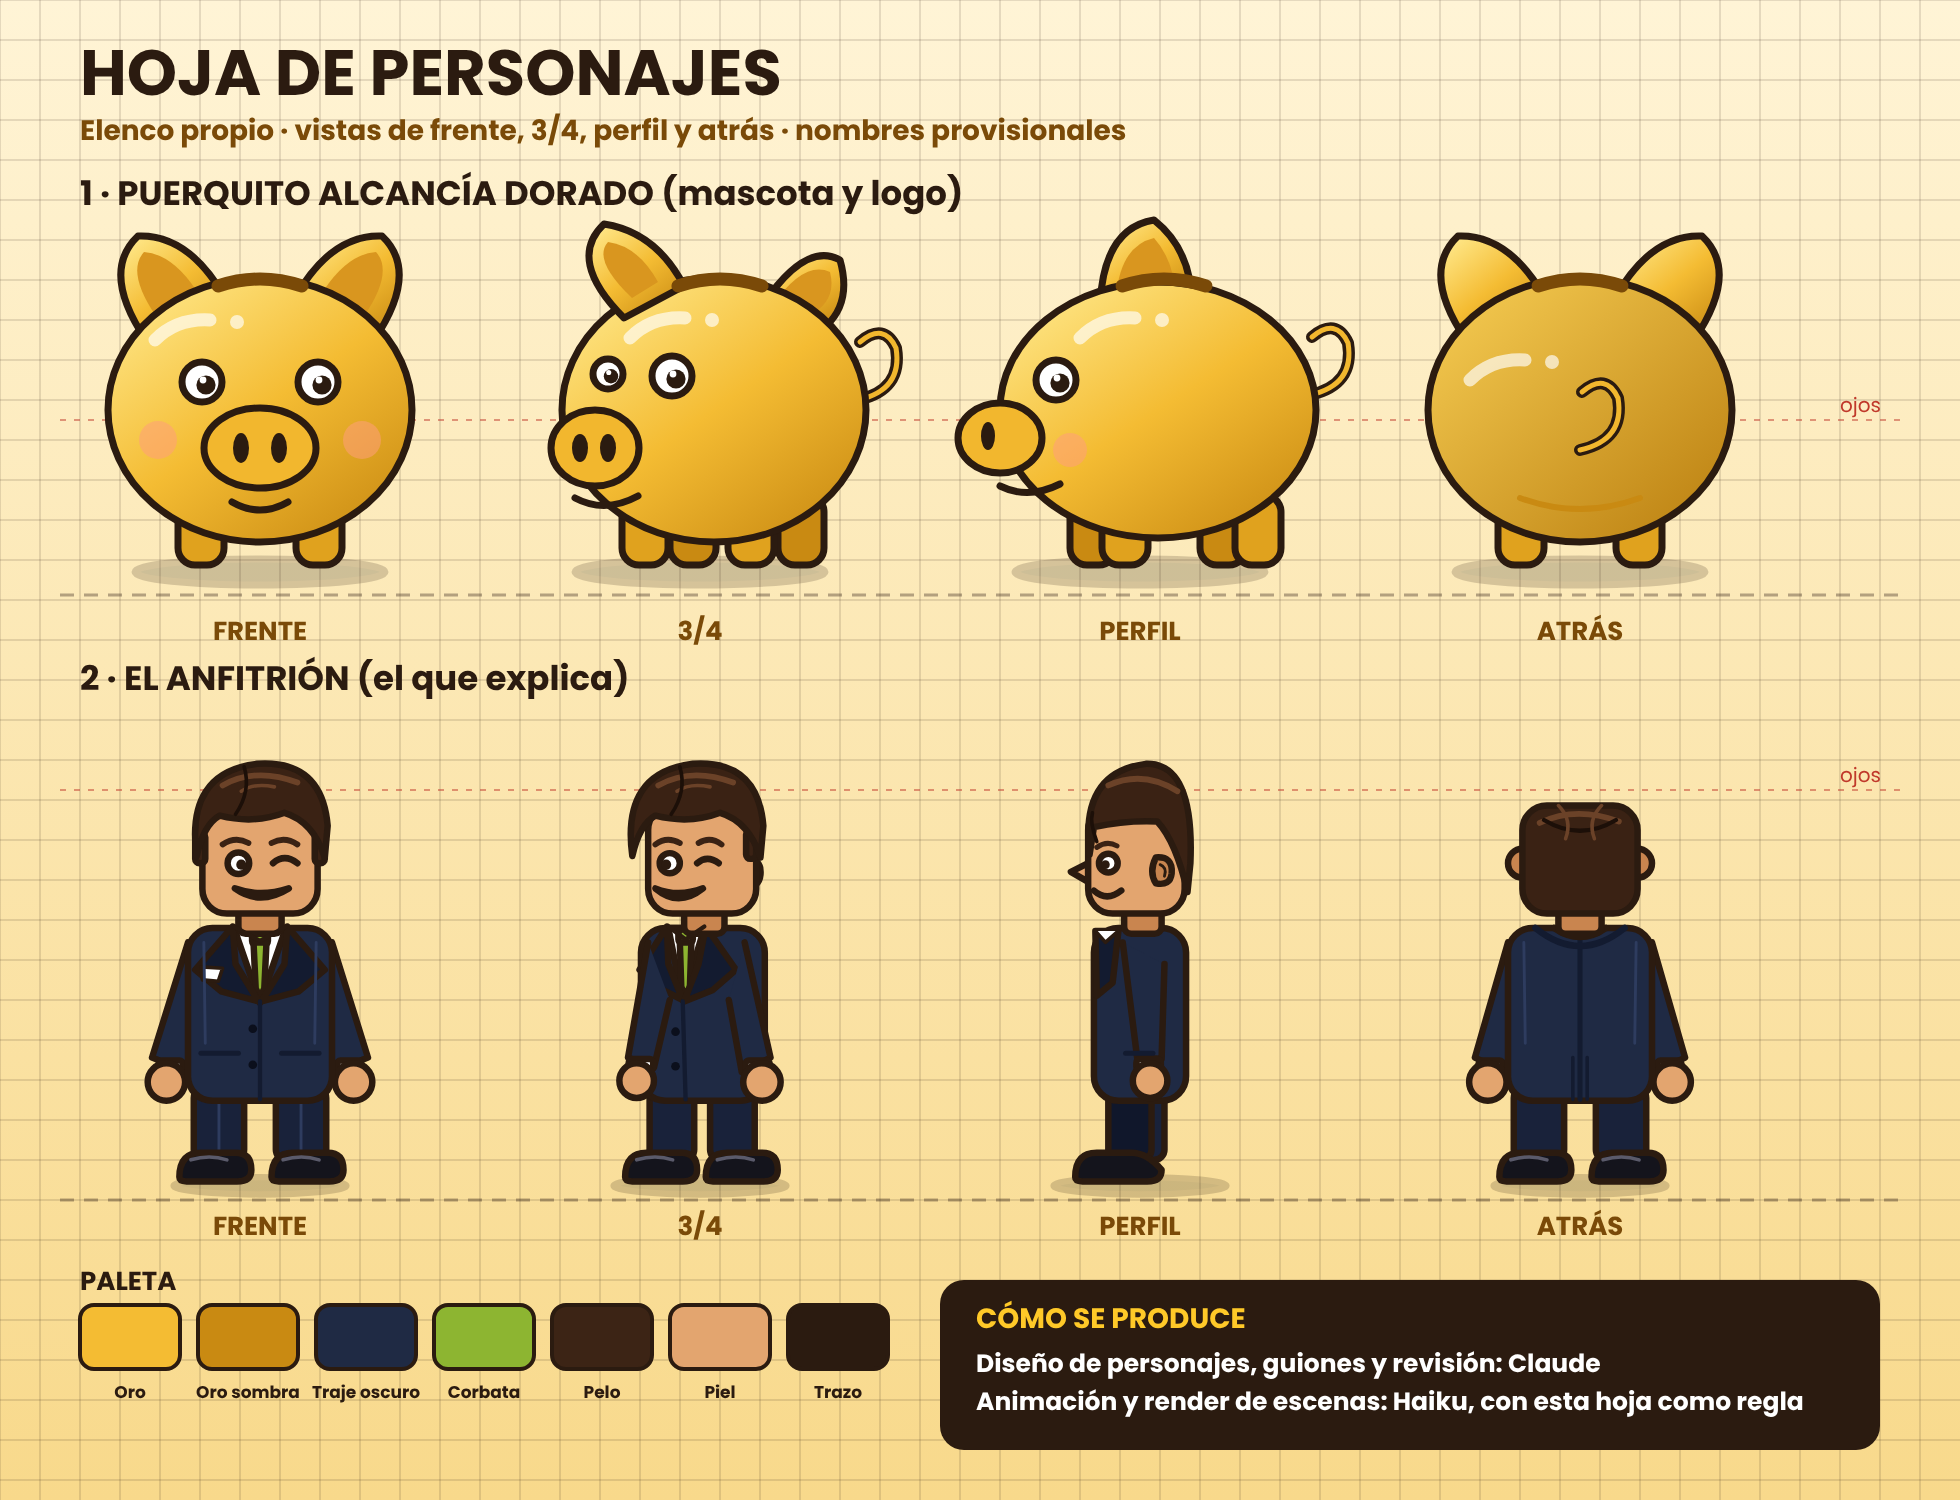 HOJA DE PERSONAJES
Elenco propio · vistas de frente, 3/4, perfil y atrás · nombres provisionales
1 · PUERQUITO ALCANCÍA DORADO (mascota y logo)
ojos
FRENTE
3/4
PERFIL
ATRÁS
2 · EL ANFITRIÓN (el que explica)
ojos
FRENTE
3/4
PERFIL
ATRÁS
PALETA
Oro
Oro sombra
Traje oscuro
Corbata
Pelo
Piel
Trazo
CÓMO SE PRODUCE
Diseño de personajes, guiones y revisión: Claude
Animación y render de escenas: Haiku, con esta hoja como regla